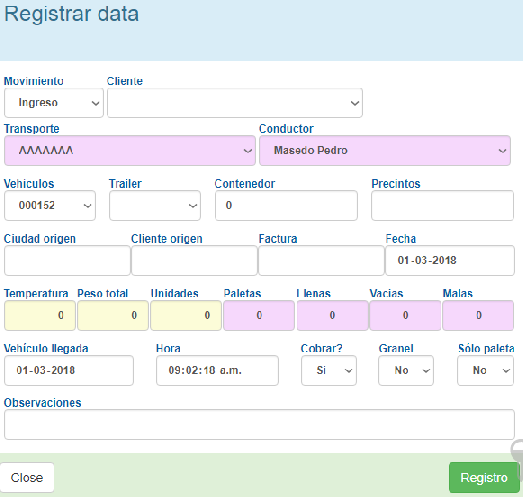 Registrar data
Movimiento Cliente
Ingreso
Transporte Conductor
AAAAAAA Masedo Pedro
Vehículos Trailer Contenedor Precintos
000152 0
Ciudad origen Cliente origen Factura Fecha
01-03-2018
Temperatura Peso total Unidades Paletas Llenas Vacias Malas
0 0 0 0 0 0 0
Vehículo llegada Hora Cobrar? Granel Sólo paleta
01-03-2018 09:02:18 a.m. Si No No
Observaciones
Close Registro